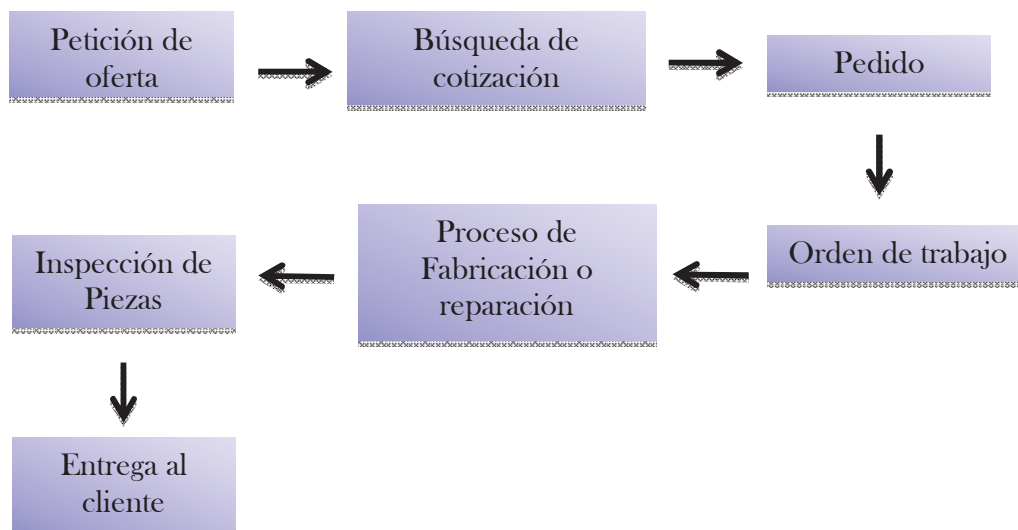 Petición de
oferta
Búsqueda de
cotización
Pedido
Orden de trabajo
Proceso de
Fabricación o
reparación
Inspección de
Piezas
Entrega al
cliente